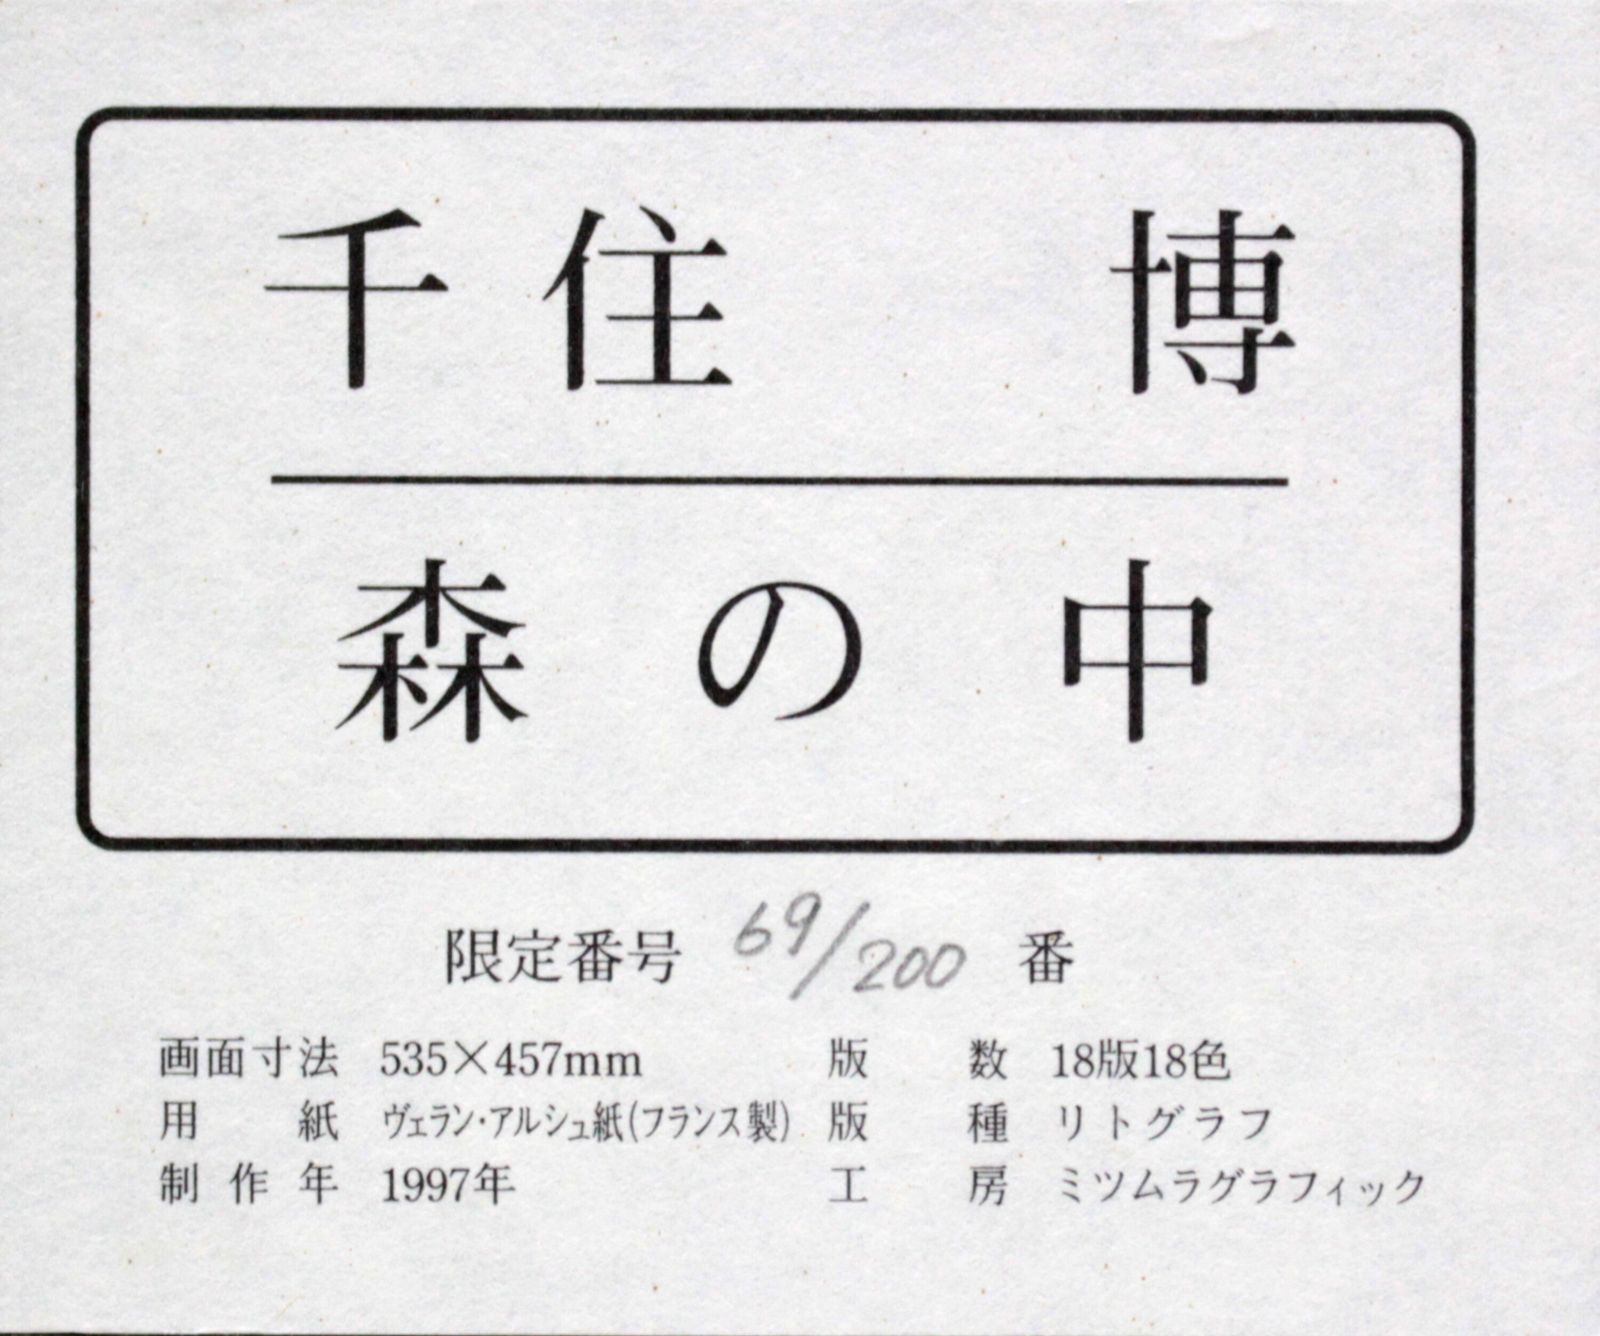 千住 博
森の中
限定番号 69/200 番
画面寸法 535×457mm 版数 18版18色
用紙 ヴェラン・アルシュ紙(フランス製) 版種 リトグラフ
制作年 1997年 工房 ミツムラグラフィック